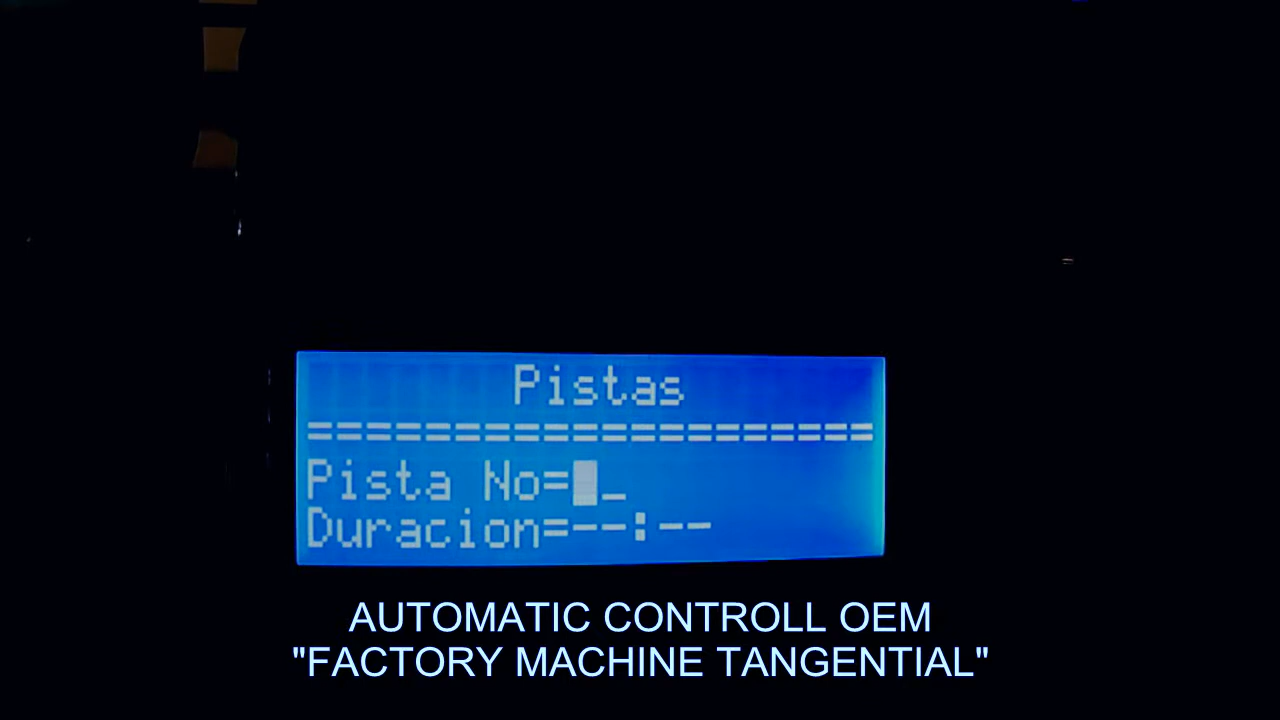 Pistas
====================
Pista No=█_
Duracion=--:--
AUTOMATIC CONTROLL OEM
"FACTORY MACHINE TANGENTIAL"